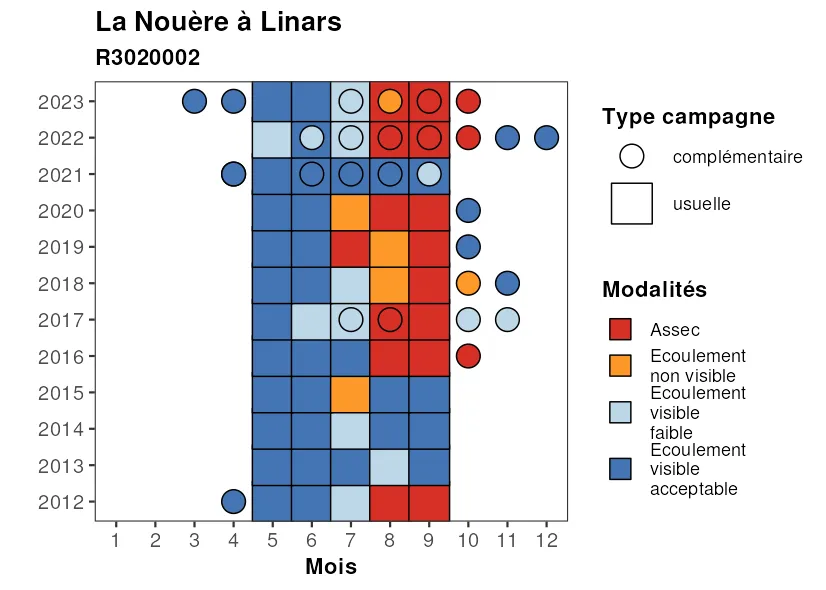 La Nouère à Linars
R3020002
2023
2022
2021
2020
2019
2018
2017
2016
2015
2014
2013
2012
1 2 3 4 5 6 7 8 9 10 11 12
Mois
Type campagne
complémentaire
usuelle
Modalités
Assec
Ecoulement
non visible
Ecoulement
visible
faible
Ecoulement
visible
acceptable